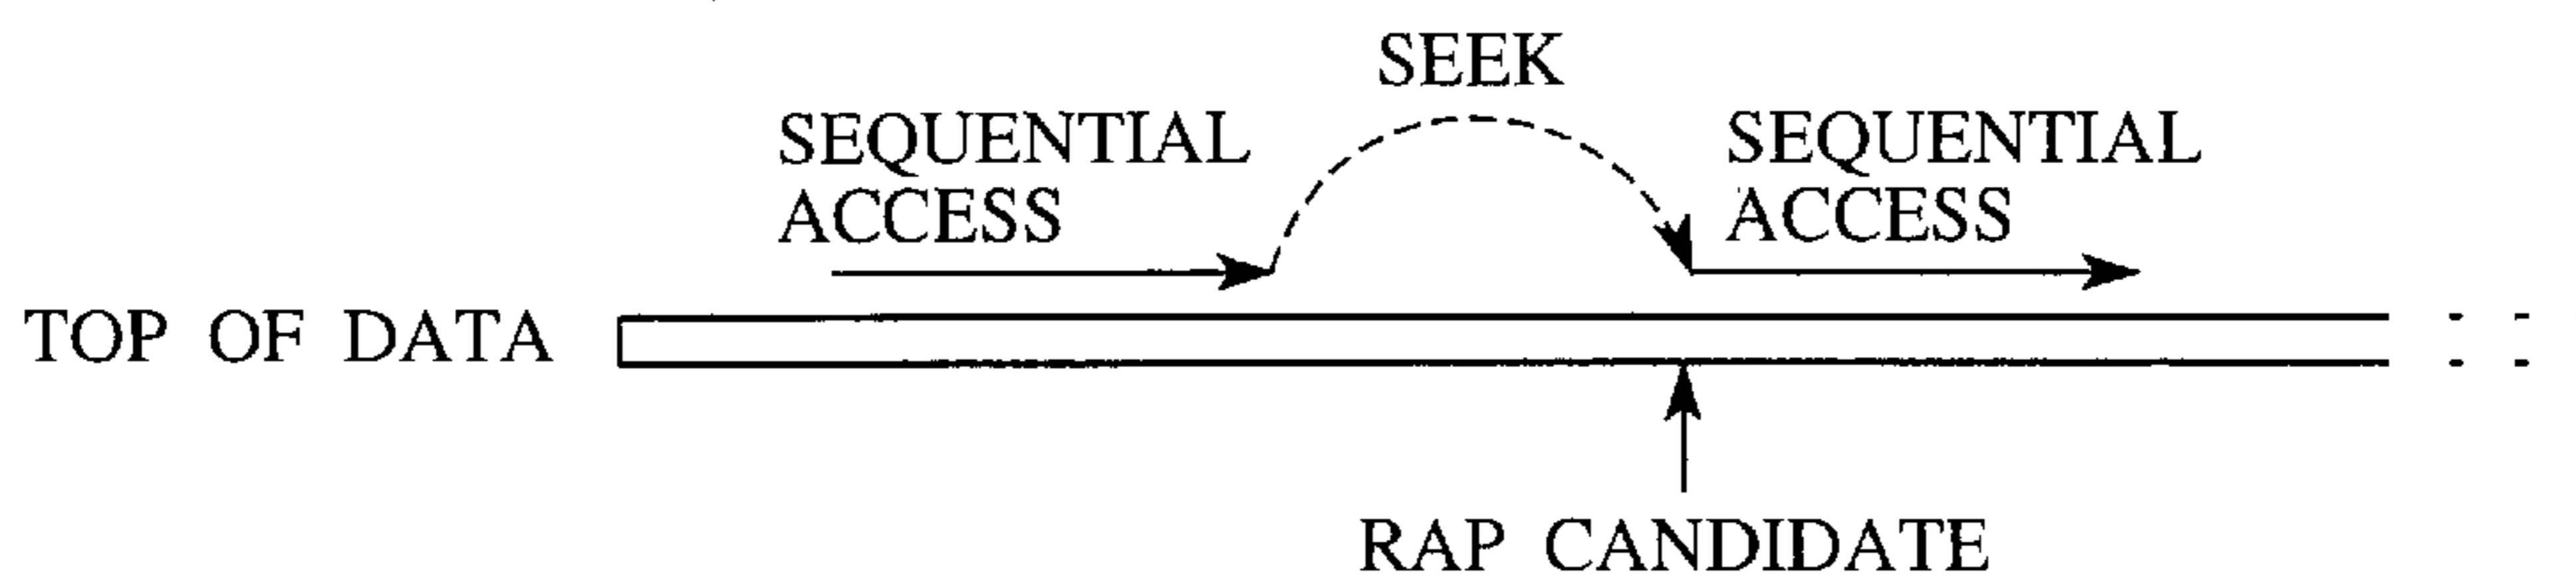 SEEK
SEQUENTIAL
ACCESS
SEQUENTIAL
ACCESS
TOP OF DATA
RAP CANDIDATE